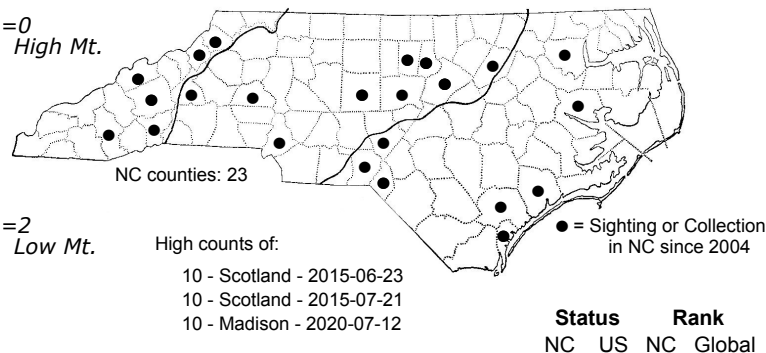 =0
High Mt.
NC counties: 23
=2
Low Mt.
High counts of:
10 - Scotland - 2015-06-23
10 - Scotland - 2015-07-21
10 - Madison - 2020-07-12
● = Sighting or Collection
in NC since 2004
Status Rank
NC US NC Global